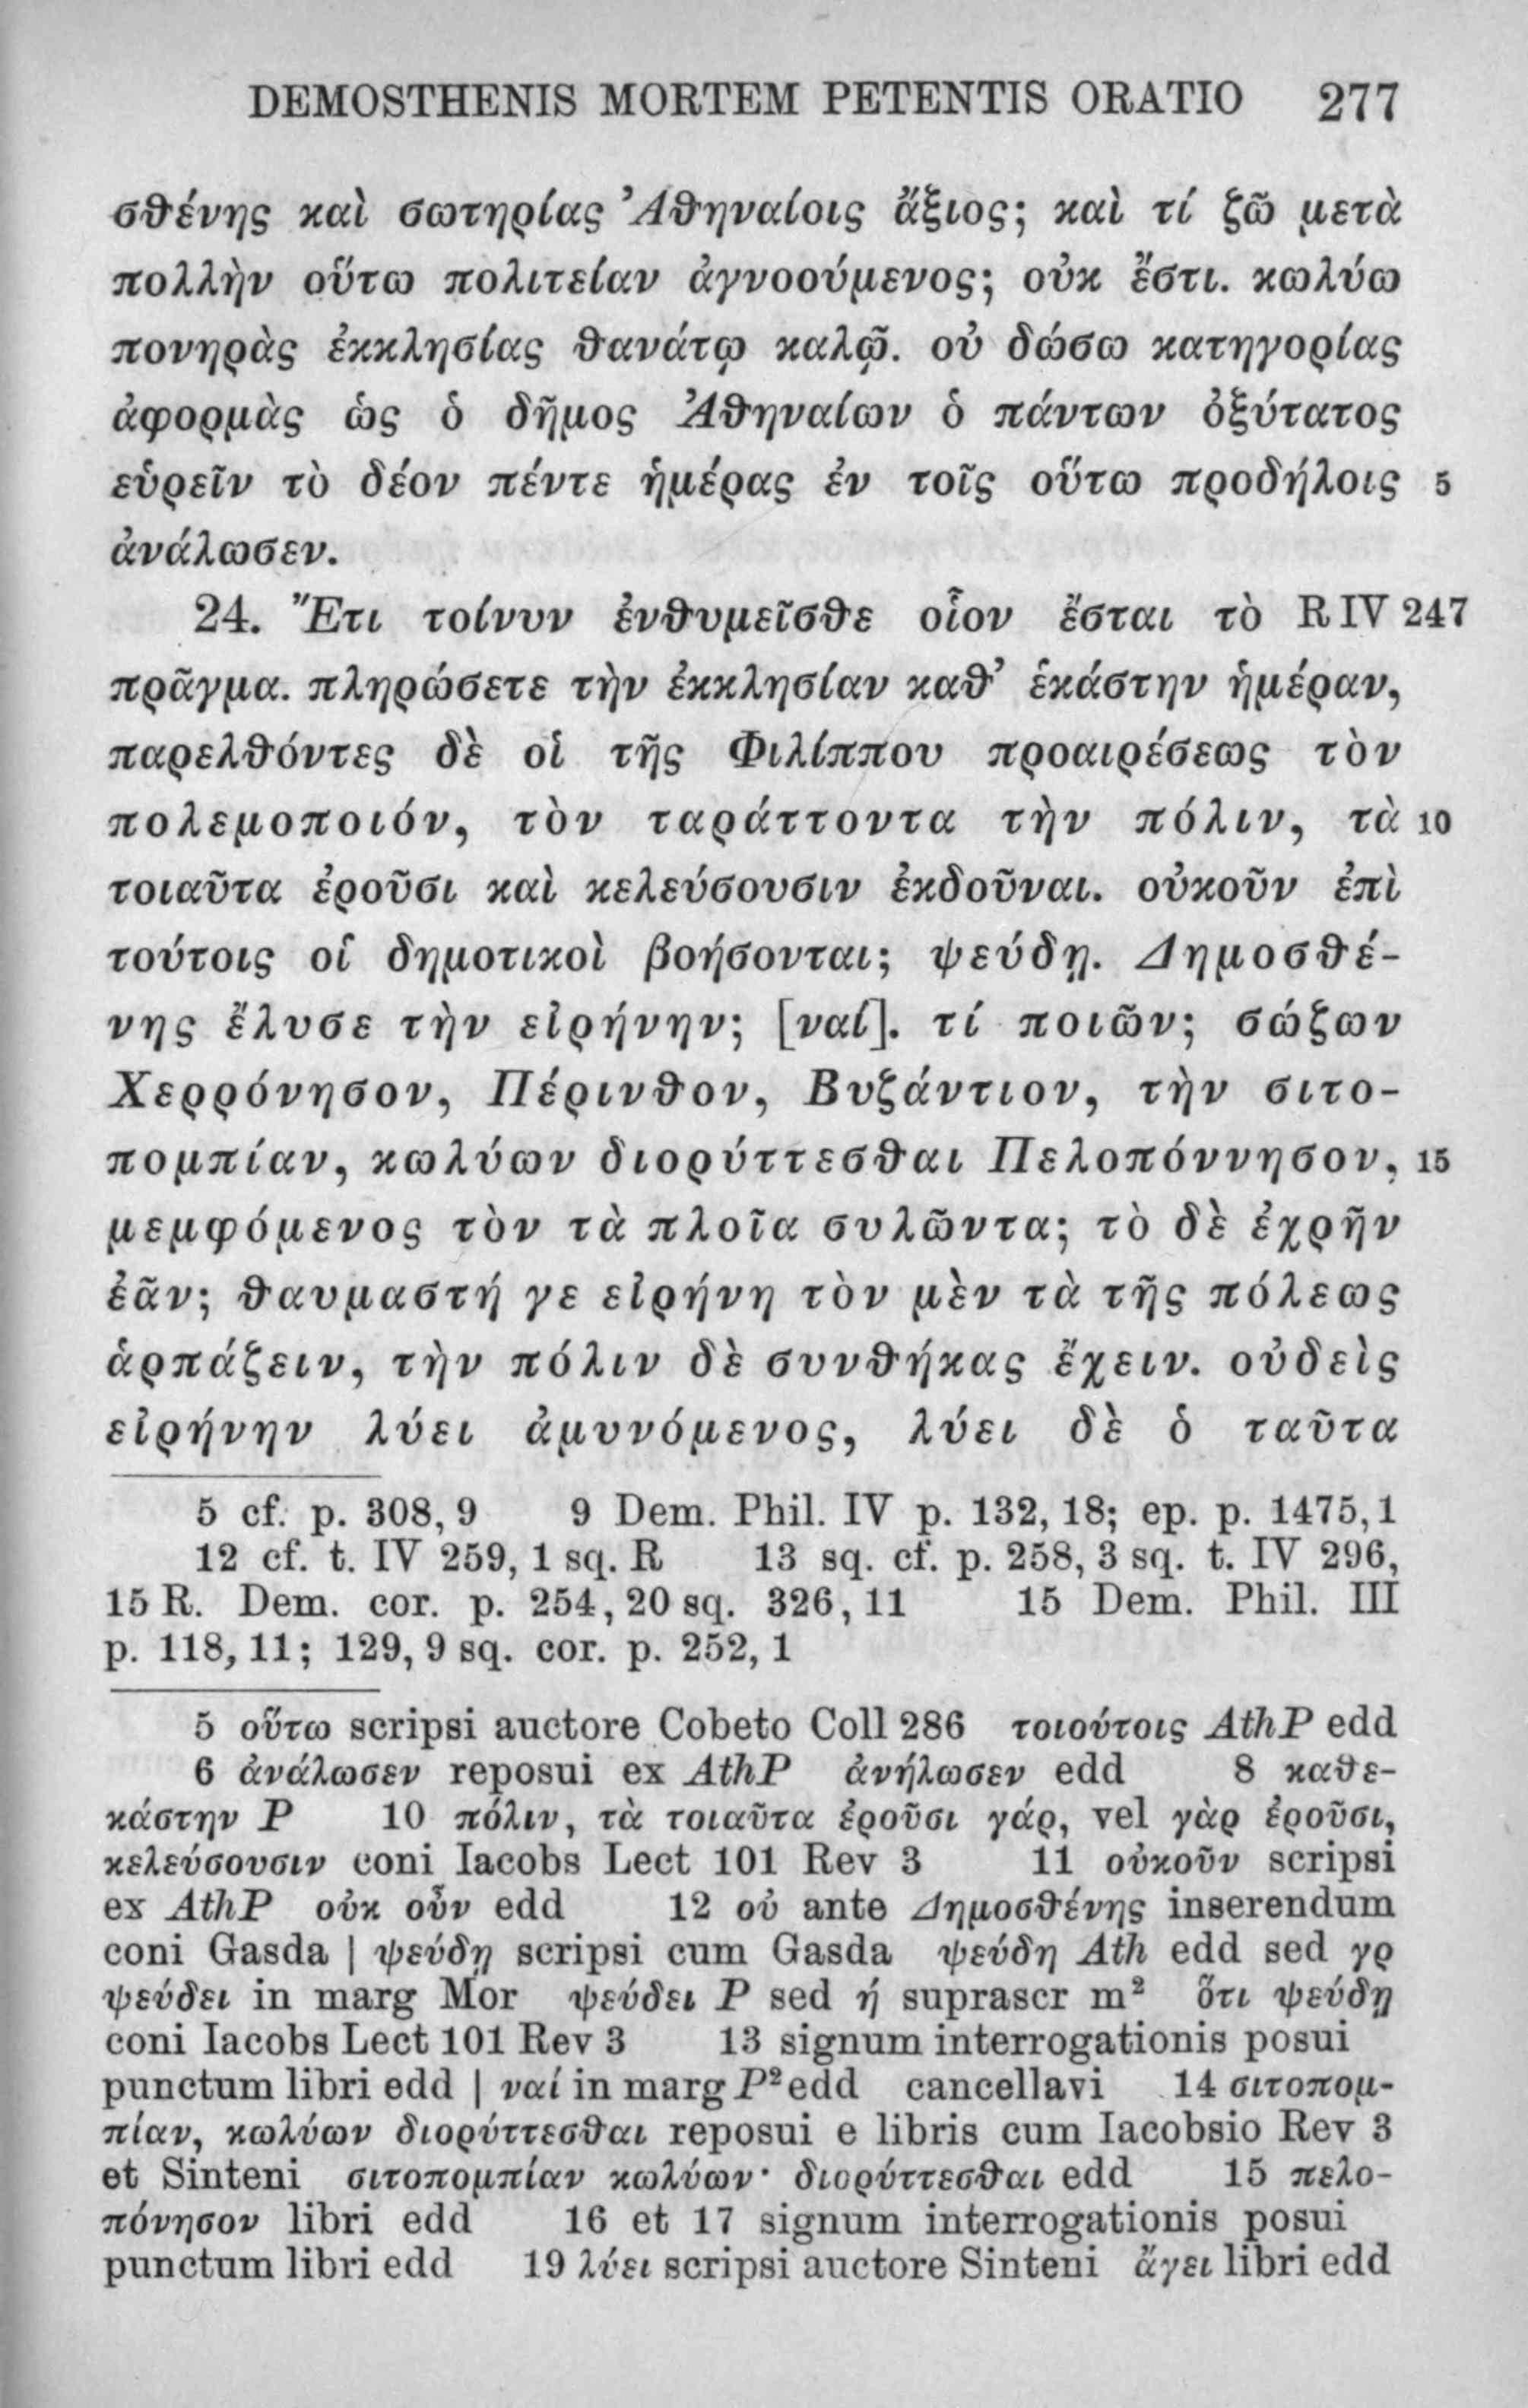 DEMOSTHENIS MORTEM PETENTIS ORATIO 277
σθένης καὶ σωτηρίας Ἀθηναίοις ἄξιος; καὶ τί ζῶ μετὰ
πολλὴν οὕτω πολιτείαν ἀγνοούμενος; οὐκ ἔστι. κωλύω
πονηρὰς ἐκκλησίας θανάτῳ καλῷ. οὐ δώσω κατηγορίας
ἀφορμὰς ὡς ὁ δῆμος Ἀθηναίων ὁ πάντων ὀξύτατος
εὑρεῖν τὸ δέον πέντε ἡμέρας ἐν τοῖς οὕτω προδήλοις 5
ἀνάλωσεν.
24. Ἔτι τοίνυν ἐνθυμεῖσθε οἷον ἔσται τὸ R IV 247
πρᾶγμα. πληρώσετε τὴν ἐκκλησίαν καθ’ ἑκάστην ἡμέραν,
παρελθόντες δὲ οἱ τῆς Φιλίππου προαιρέσεως τὸν
πολεμοποιόν, τὸν ταράττοντα τὴν πόλιν, τὰ 10
τοιαῦτα ἐροῦσι καὶ κελεύσουσιν ἐκδοῦναι. οὐκοῦν ἐπὶ
τούτοις οἱ δημοτικοὶ βοήσονται; ψεύδῃ. Δημοσθέ-
νης ἔλυσε τὴν εἰρήνην; [ναί]. τί ποιῶν; σώζων
Χερρόνησον, Πέρινθον, Βυζάντιον, τὴν σιτο-
πομπίαν, κωλύων διορύττεσθαι Πελοπόννησον, 15
μεμφόμενος τὸν τὰ πλοῖα συλῶντα; τὸ δὲ ἐχρῆν
ἐᾶν; θαυμαστή γε εἰρήνη τὸν μὲν τὰ τῆς πόλεως
ἁρπάζειν, τὴν πόλιν δὲ συνθήκας ἔχειν. οὐδεὶς
εἰρήνην λύει ἀμυνόμενος, λύει δὲ ὁ ταῦτα
5 cf. p. 308, 9 9 Dem. Phil. IV p. 132, 18; ep. p. 1475, 1
12 cf. t. IV 259, 1 sq. R 13 sq. cf. p. 258, 3 sq. t. IV 296,
15 R. Dem. cor. p. 254, 20 sq. 326, 11 15 Dem. Phil. III
p. 118, 11; 129, 9 sq. cor. p. 252, 1
5 οὕτω scripsi auctore Cobeto Coll 286 τοιούτοις AthP edd
6 ἀνάλωσεν reposui ex AthP ἀνήλωσεν edd 8 καθε-
κάστην P 10 πόλιν, τὰ τοιαῦτα ἐροῦσι γάρ, vel γὰρ ἐροῦσι,
κελεύσουσιν coni Iacobs Lect 101 Rev 3 11 οὐκοῦν scripsi
ex AthP οὐκ οὖν edd 12 οὐ ante Δημοσθένης inserendum
coni Gasda | ψεύδῃ scripsi cum Gasda ψεύδη Ath edd sed γρ
ψεύδει in marg Mor ψεύδει P sed ή suprascr m² ὅτι ψεύδῃ
coni Iacobs Lect 101 Rev 3 13 signum interrogationis posui
punctum libri edd | ναί in marg P² edd cancellavi 14 σιτοπομ-
πίαν, κωλύων διορύττεσθαι reposui e libris cum Iacobsio Rev 3
et Sinteni σιτοπομπίαν κωλύων· διορύττεσθαι edd 15 πελο-
πόνησον libri edd 16 et 17 signum interrogationis posui
punctum libri edd 19 λύει scripsi auctore Sinteni ἄγει libri edd